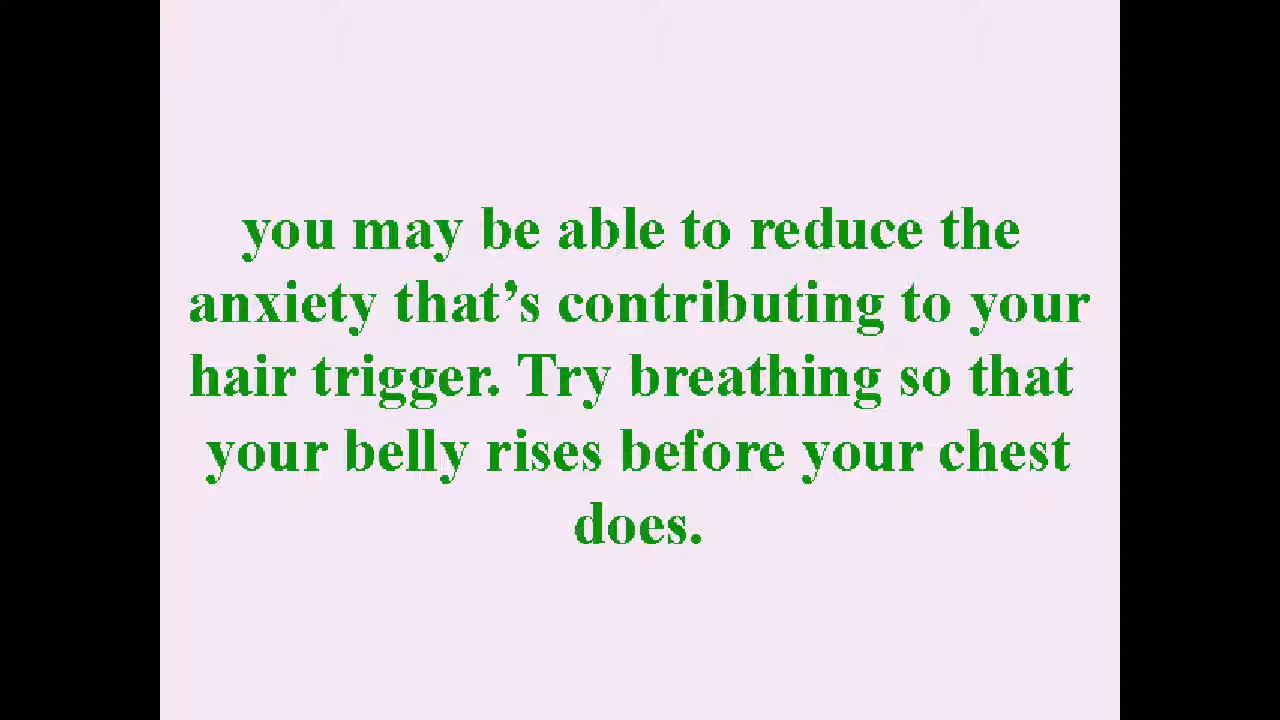 you may be able to reduce the
anxiety that’s contributing to your
hair trigger. Try breathing so that
your belly rises before your chest
does.